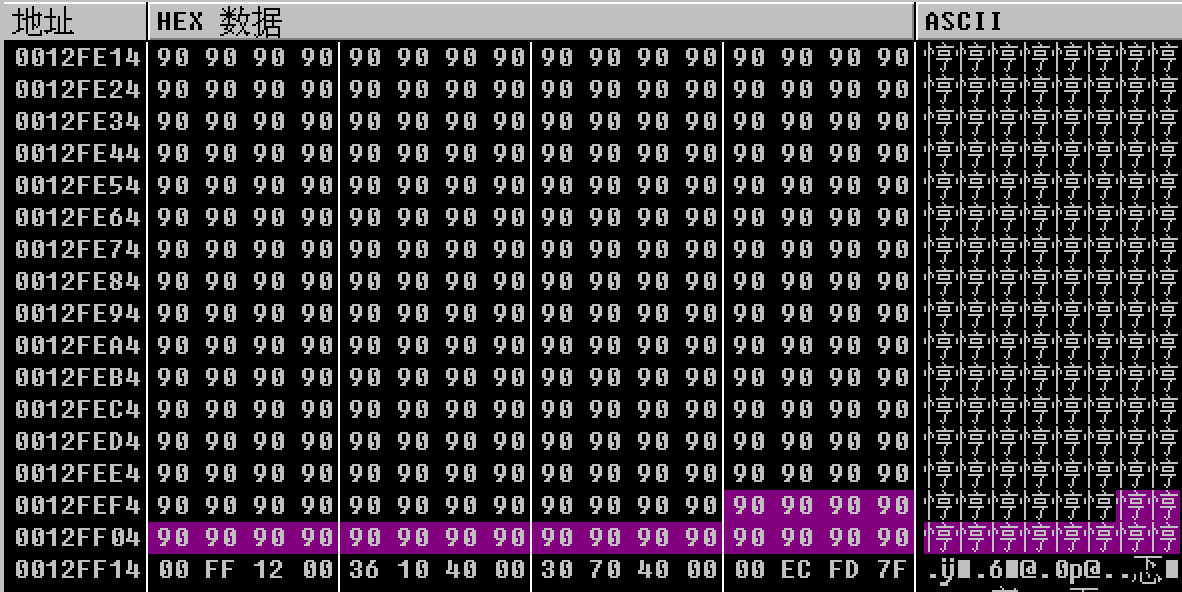 地址 HEX 数据 ASCII
0012FE14 90 90 90 90 90 90 90 90 90 90 90 90 90 90 90 90 悙悙悙悙悙悙悙悙
0012FE24 90 90 90 90 90 90 90 90 90 90 90 90 90 90 90 90 悙悙悙悙悙悙悙悙
0012FE34 90 90 90 90 90 90 90 90 90 90 90 90 90 90 90 90 悙悙悙悙悙悙悙悙
0012FE44 90 90 90 90 90 90 90 90 90 90 90 90 90 90 90 90 悙悙悙悙悙悙悙悙
0012FE54 90 90 90 90 90 90 90 90 90 90 90 90 90 90 90 90 悙悙悙悙悙悙悙悙
0012FE64 90 90 90 90 90 90 90 90 90 90 90 90 90 90 90 90 悙悙悙悙悙悙悙悙
0012FE74 90 90 90 90 90 90 90 90 90 90 90 90 90 90 90 90 悙悙悙悙悙悙悙悙
0012FE84 90 90 90 90 90 90 90 90 90 90 90 90 90 90 90 90 悙悙悙悙悙悙悙悙
0012FE94 90 90 90 90 90 90 90 90 90 90 90 90 90 90 90 90 悙悙悙悙悙悙悙悙
0012FEA4 90 90 90 90 90 90 90 90 90 90 90 90 90 90 90 90 悙悙悙悙悙悙悙悙
0012FEB4 90 90 90 90 90 90 90 90 90 90 90 90 90 90 90 90 悙悙悙悙悙悙悙悙
0012FEC4 90 90 90 90 90 90 90 90 90 90 90 90 90 90 90 90 悙悙悙悙悙悙悙悙
0012FED4 90 90 90 90 90 90 90 90 90 90 90 90 90 90 90 90 悙悙悙悙悙悙悙悙
0012FEE4 90 90 90 90 90 90 90 90 90 90 90 90 90 90 90 90 悙悙悙悙悙悙悙悙
0012FEF4 90 90 90 90 90 90 90 90 90 90 90 90 90 90 90 90 悙悙悙悙悙悙悙悙
0012FF04 90 90 90 90 90 90 90 90 90 90 90 90 90 90 90 90 悙悙悙悙悙悙悙悙
0012FF14 00 FF 12 00 36 10 40 00 30 70 40 00 00 EC FD 7F .ÿ■.6■@.0p@..忑■